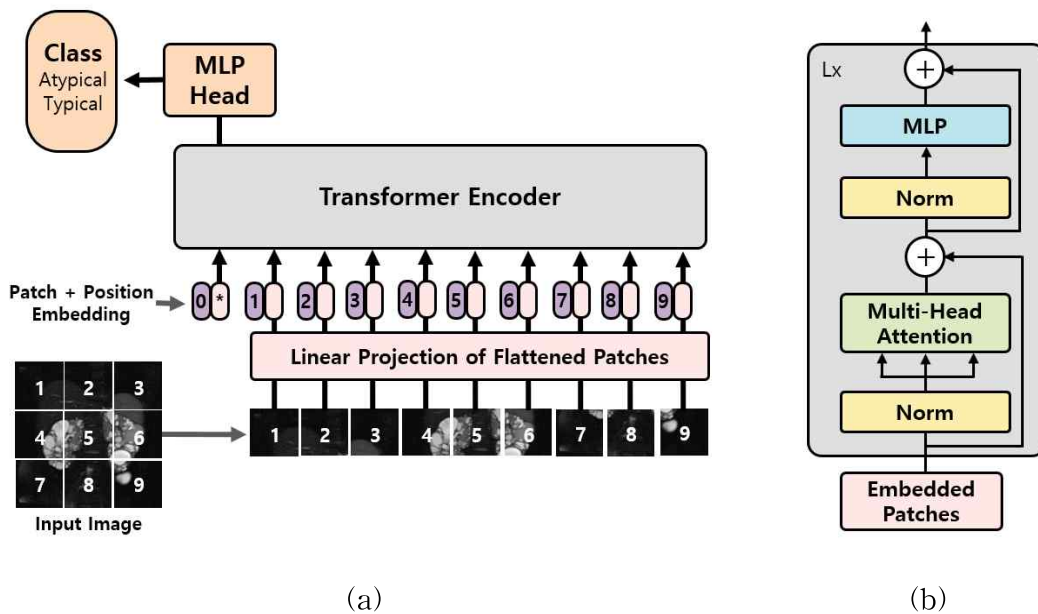 Class
Atypical
Typical
MLP
Head
Transformer Encoder
Patch + Position
Embedding
0 * 1 2 3 4 5 6 7 8 9
Linear Projection of Flattened Patches
1 2 3
4 5 6
7 8 9
Input Image
1 2 3 4 5 6 7 8 9
(a)
Lx
+
MLP
Norm
+
Multi-Head
Attention
Norm
Embedded
Patches
(b)